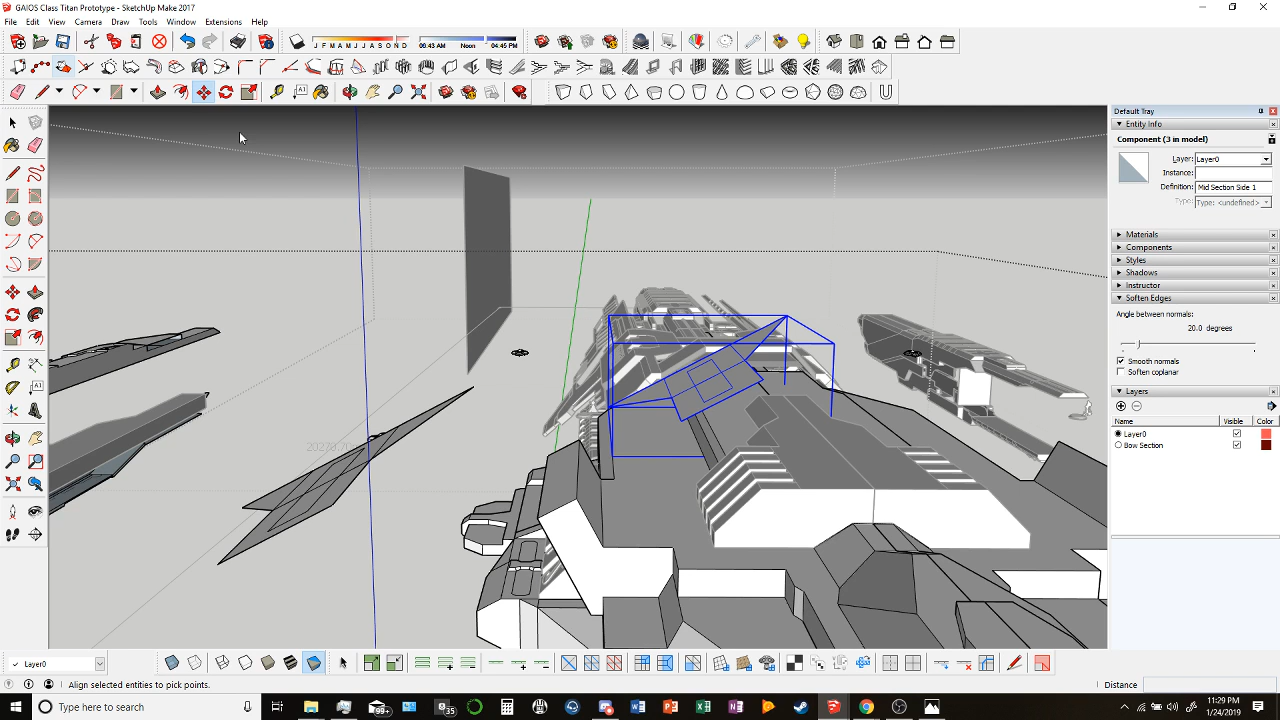 GAIOS Class Titan Prototype - SketchUp Make 2017
File Edit View Camera Draw Tools Window Extensions Help
J F M A M J J A S O N D 06:43 AM Noon 04:45 PM
Default Tray
Entity Info
Component (3 in model)
Layer: Layer0
Instance:
Definition: Mid Section Side 1
Type: Type: <undefined>
Materials
Components
Styles
Shadows
Instructor
Soften Edges
Angle between normals:
20.0 degrees
Smooth normals
Soften coplanar
Layers
Name Visible Color
Layer0
Bow Section
Layer0
Align selected entities to pick points.
Distance
Type here to search
99+
35
11:29 PM
1/24/2019